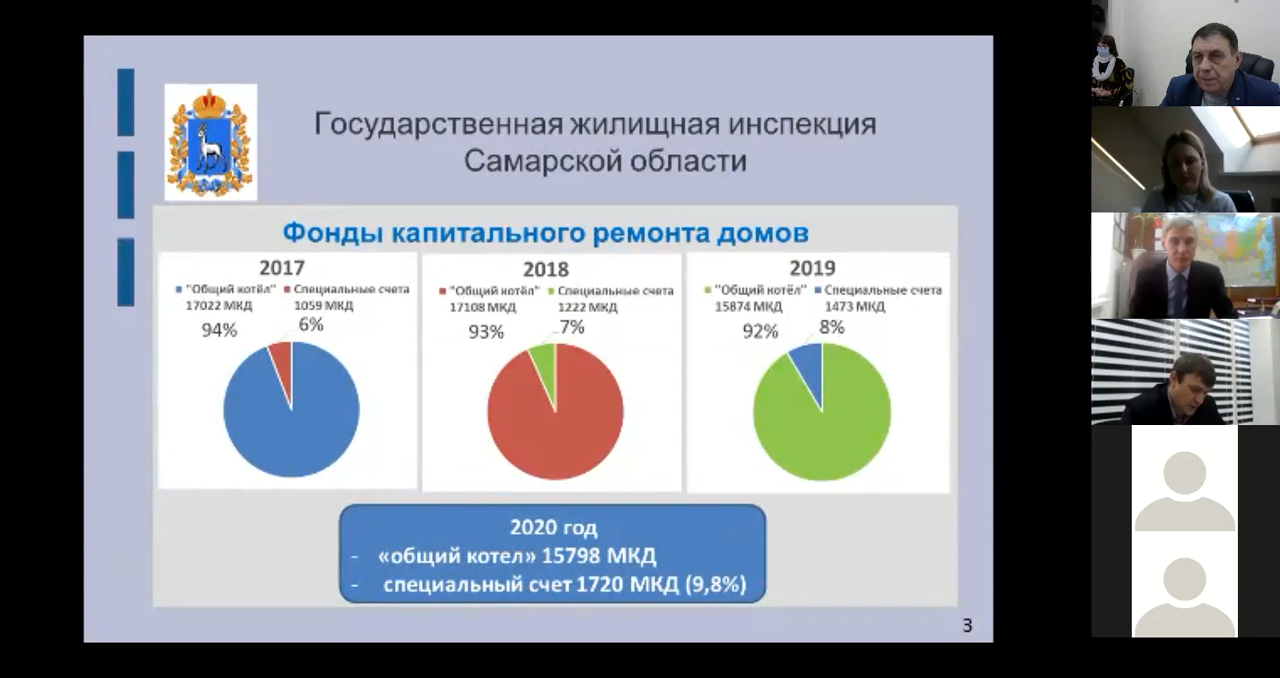 Государственная жилищная инспекция
Самарской области
Фонды капитального ремонта домов
2017
"Общий котёл" Специальные счета
17022 МКД 1059 МКД
94% 6%
2018
"Общий котёл" Специальные счета
17108 МКД 1222 МКД
93% 7%
2019
"Общий котёл" Специальные счета
15874 МКД 1473 МКД
92% 8%
2020 год
- «общий котел» 15798 МКД
- специальный счет 1720 МКД (9,8%)
3